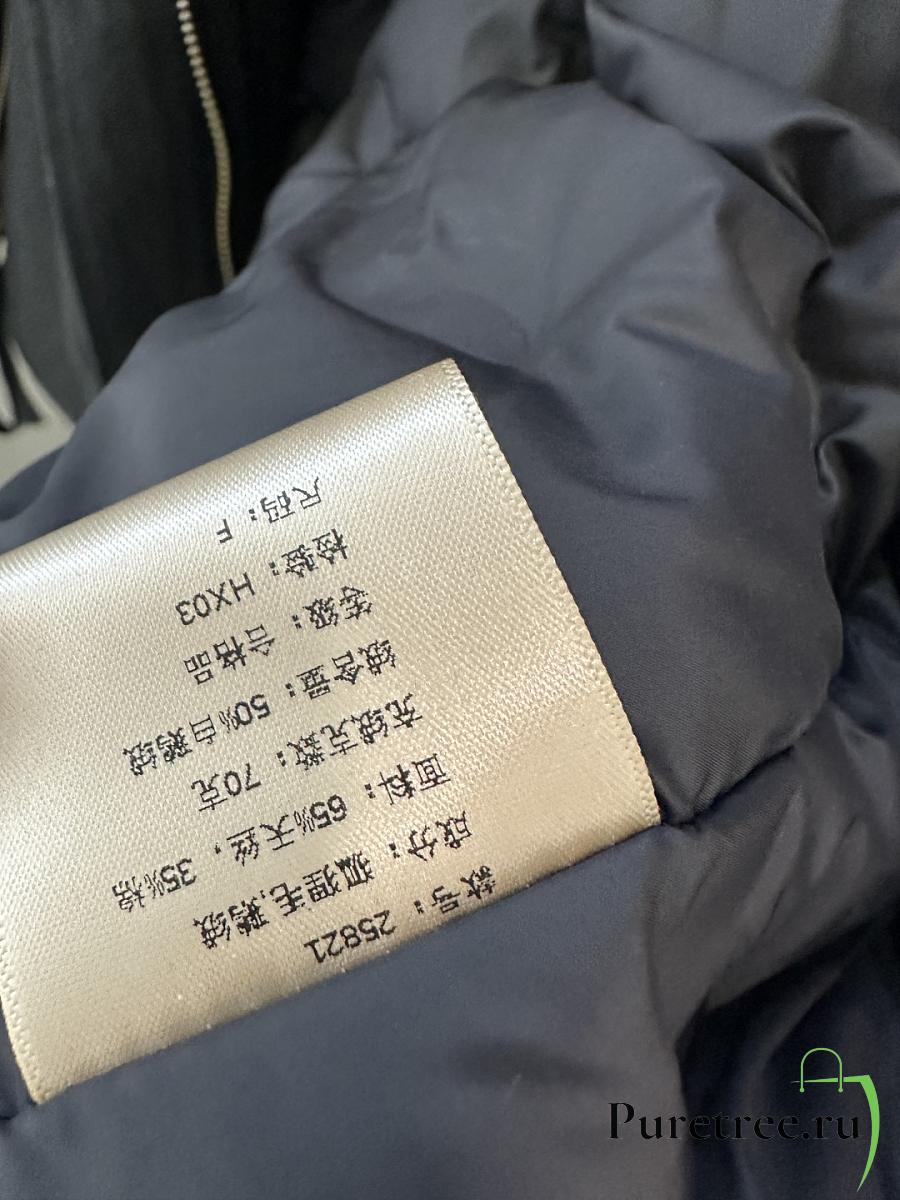 款号: 25821
成分: 狐狸毛,鹅绒
面料: 65%天丝, 35%棉
充绒克数: 70克
绒含量: 50%白鹅绒
等级: 合格品
检验: HX03
尺码: F
Puretree.ru